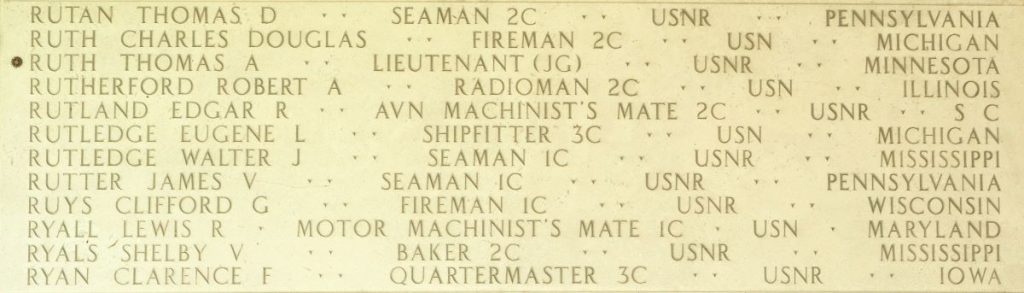 RUTAN THOMAS D · · SEAMAN 2C · · USNR · · PENNSYLVANIA
RUTH CHARLES DOUGLAS · · FIREMAN 2C · · USN · · MICHIGAN
RUTH THOMAS A · · LIEUTENANT (JG) · · USNR · · MINNESOTA
RUTHERFORD ROBERT A · · RADIOMAN 2C · · USN · · ILLINOIS
RUTLAND EDGAR R · · AVN MACHINIST'S MATE 2C · · USNR · · S C
RUTLEDGE EUGENE L · · SHIPFITTER 3C · · USN · · MICHIGAN
RUTLEDGE WALTER J · · SEAMAN 1C · · USNR · · MISSISSIPPI
RUTTER JAMES V · · SEAMAN 1C · · USNR · · PENNSYLVANIA
RUYS CLIFFORD G · · FIREMAN 1C · · USNR · · WISCONSIN
RYALL LEWIS R · MOTOR MACHINIST'S MATE 1C · USN · MARYLAND
RYALS SHELBY V · · BAKER 2C · · USNR · · MISSISSIPPI
RYAN CLARENCE F · · QUARTERMASTER 3C · · USNR · · IOWA